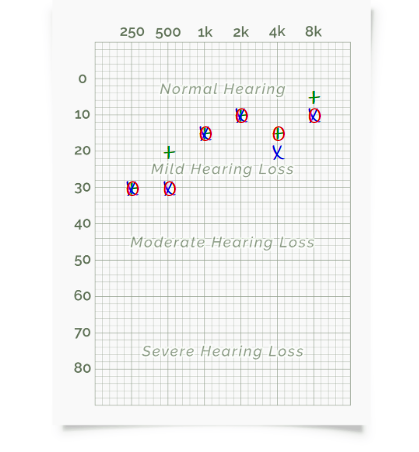 250 500 1k 2k 4k 8k
0
Normal Hearing
10
20
Mild Hearing Loss
30
40
Moderate Hearing Loss
50
60
70
Severe Hearing Loss
80